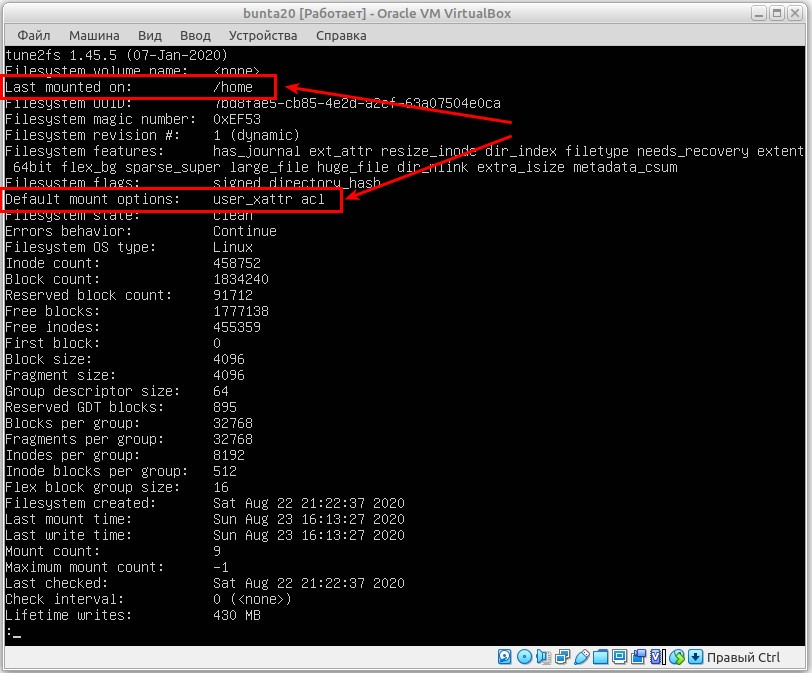 bunta20 [Работает] - Oracle VM VirtualBox
Файл Машина Вид Ввод Устройства Справка
tune2fs 1.45.5 (07-Jan-2020)
Filesystem volume name: <none>
Last mounted on: /home
Filesystem UUID: 7bd8fae5-cb85-4e2d-a2cf-63a07504e0ca
Filesystem magic number: 0xEF53
Filesystem revision #: 1 (dynamic)
Filesystem features: has_journal ext_attr resize_inode dir_index filetype needs_recovery extent
64bit flex_bg sparse_super large_file huge_file dir_nlink extra_isize metadata_csum
Filesystem flags: signed_directory_hash
Default mount options: user_xattr acl
Filesystem state: clean
Errors behavior: Continue
Filesystem OS type: Linux
Inode count: 458752
Block count: 1834240
Reserved block count: 91712
Free blocks: 1777138
Free inodes: 455359
First block: 0
Block size: 4096
Fragment size: 4096
Group descriptor size: 64
Reserved GDT blocks: 895
Blocks per group: 32768
Fragments per group: 32768
Inodes per group: 8192
Inode blocks per group: 512
Flex block group size: 16
Filesystem created: Sat Aug 22 21:22:37 2020
Last mount time: Sun Aug 23 16:13:27 2020
Last write time: Sun Aug 23 16:13:27 2020
Mount count: 9
Maximum mount count: -1
Last checked: Sat Aug 22 21:22:37 2020
Check interval: 0 (<none>)
Lifetime writes: 430 MB
:_
Правый Ctrl